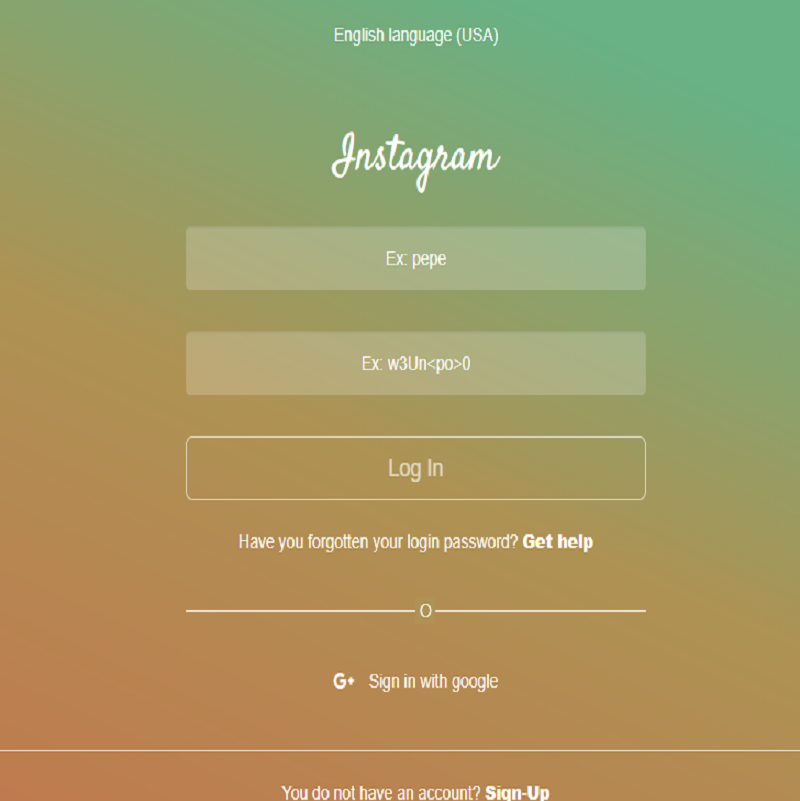 English language (USA)
Instagram
Ex: pepe
Ex: w3Un<po>0
Log In
Have you forgotten your login password? Get help
O
G+ Sign in with google
You do not have an account? Sign-Up